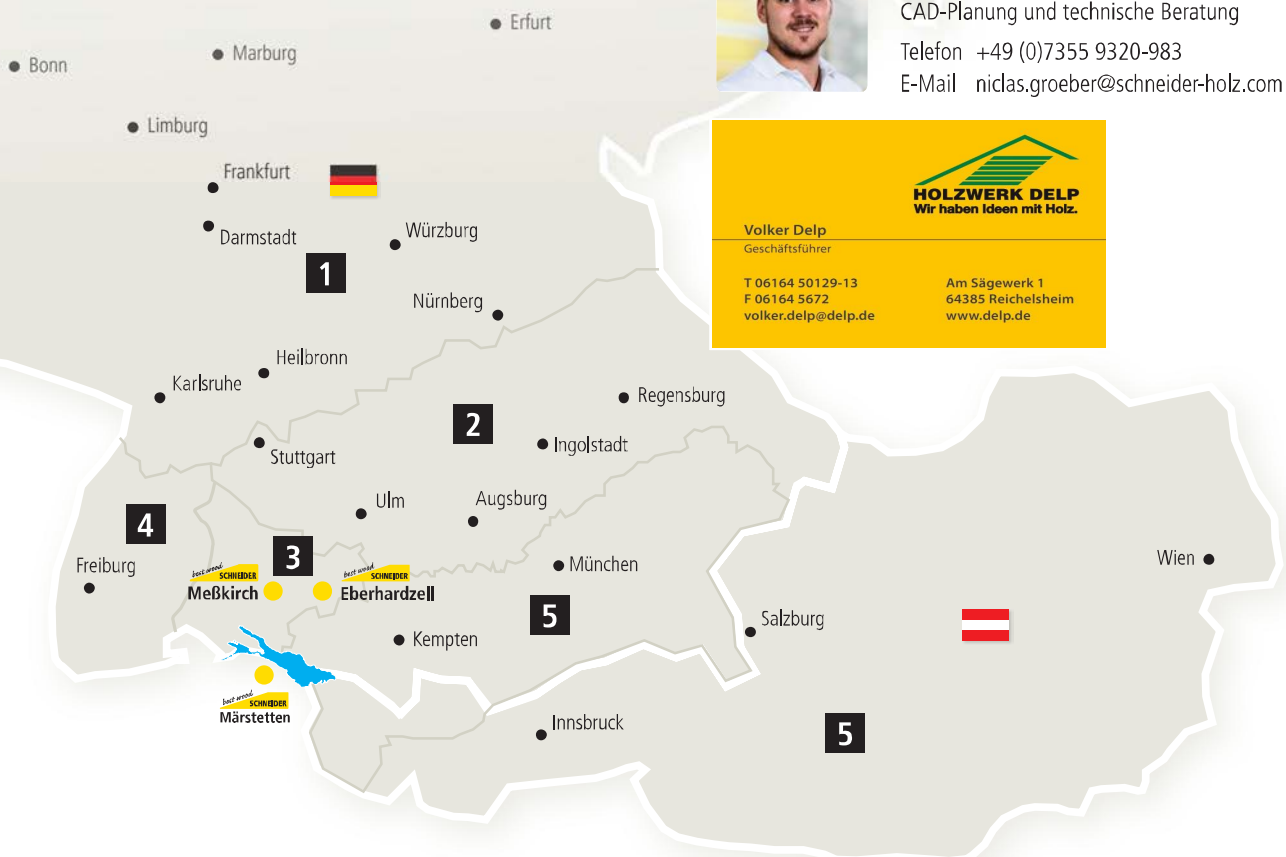 CAD-Planung und technische Beratung
Telefon +49 (0)7355 9320-983
E-Mail niclas.groeber@schneider-holz.com
HOLZWERK DELP
Wir haben Ideen mit Holz.
Volker Delp
Geschäftsführer
T 06164 50129-13
F 06164 5672
volker.delp@delp.de
Am Sägewerk 1
64385 Reichelsheim
www.delp.de
Erfurt
Marburg
Bonn
Limburg
Frankfurt
Darmstadt
Würzburg
1
Nürnberg
Heilbronn
Karlsruhe
Regensburg
2
Stuttgart
Ingolstadt
Ulm
Augsburg
4
3
Freiburg
München
Wien
best wood
SCHNEIDER
Meßkirch
best wood
SCHNEIDER
Eberhardzell
5
Salzburg
Kempten
best wood
SCHNEIDER
Märstetten
Innsbruck
5